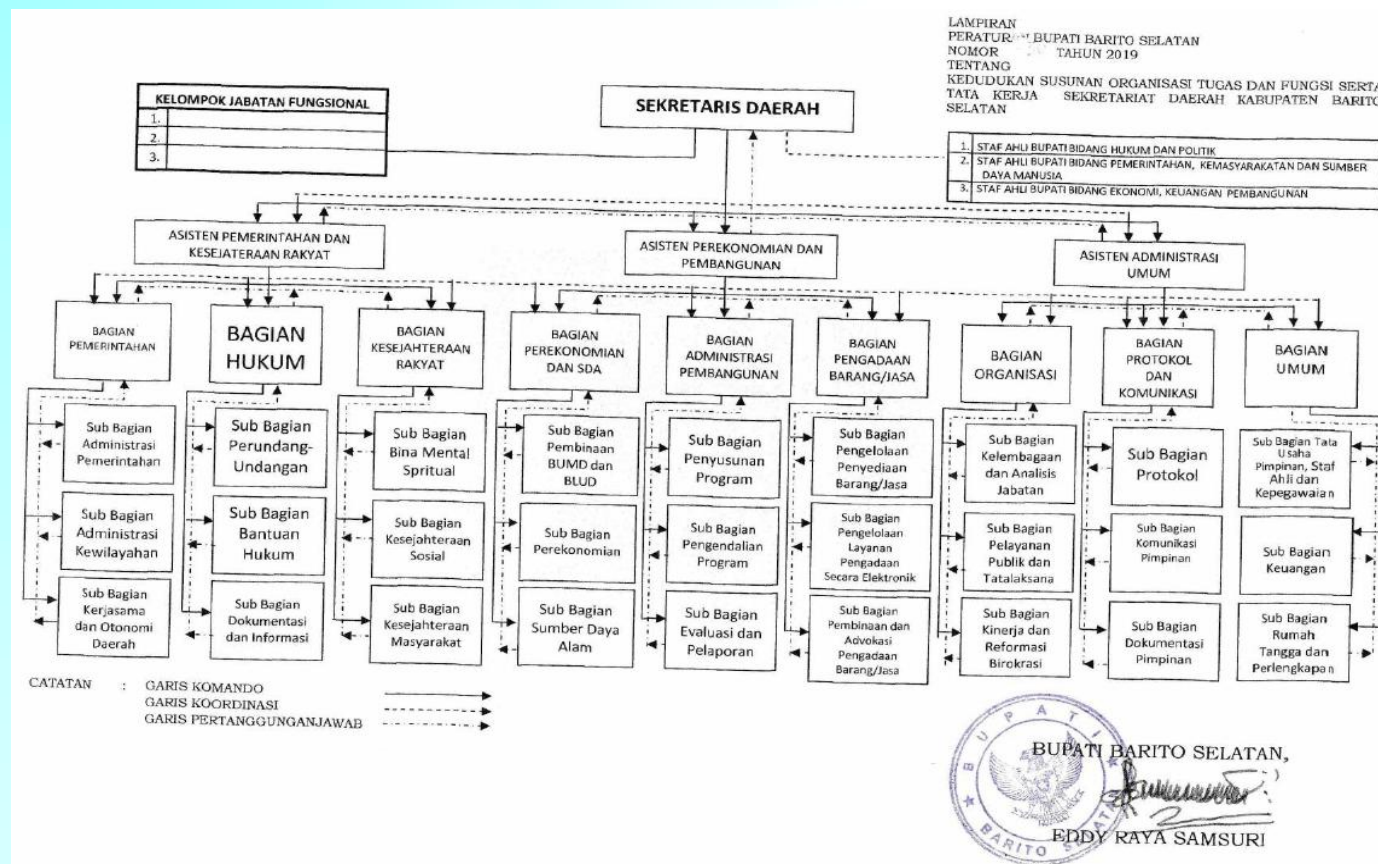 LAMPIRAN
BUPATI BARITO SELATAN
NOMOR TAHUN 2019
TENTANG
KEDUDUKAN SUSUNAN ORGANISASI TUGAS DAN FUNGSI SERTA
TATA KERJA SEKRETARIAT DAERAH KABUPATEN BARITO
SELATAN
KELOMPOK JABATAN FUNGSIONAL
1.
2.
3.
SEKRETARIS DAERAH
1. STAF AHLI BUPATI BIDANG HUKUM DAN POLITIK
2. STAF AHLI BUPATI BIDANG PEMERINTAHAN, KEMASYARAKATAN DAN SUMBER
DAYA MANUSIA
3. STAF AHLI BUPATI BIDANG EKONOMI, KEUANGAN PEMBANGUNAN
ASISTEN PEMERINTAHAN DAN
KESEJATERAAN RAKYAT
ASISTEN PEREKONOMIAN DAN
PEMBANGUNAN
ASISTEN ADMINISTRASI
UMUM
BAGIAN
PEMERINTAHAN
BAGIAN
HUKUM
BAGIAN
KESEJAHTERAAN
RAKYAT
BAGIAN
PEREKONOMIAN
DAN SDA
BAGIAN
ADMINISTRASI
PEMBANGUNAN
BAGIAN
PENGADAAN
BARANG/JASA
BAGIAN
ORGANISASI
BAGIAN
PROTOKOL
DAN
KOMUNIKASI
BAGIAN
UMUM
Sub Bagian
Administrasi
Pemerintahan
Sub Bagian
Perundang-
Undangan
Sub Bagian
Bina Mental
Spritual
Sub Bagian
Pembinaan
BUMD dan
BLUD
Sub Bagian
Penyusunan
Program
Sub Bagian
Pengelolaan
Penyediaan
Barang/Jasa
Sub Bagian
Kelembagaan
dan Analisis
Jabatan
Sub Bagian
Protokol
Sub Bagian Tata
Usaha
Pimpinan, Staf
Ahli dan
Kepegawaian
Sub Bagian
Administrasi
Kewilayahan
Sub Bagian
Bantuan
Hukum
Sub Bagian
Kesejahteraan
Sosial
Sub Bagian
Perekonomian
Sub Bagian
Pengendalian
Program
Sub Bagian
Pengelolaan
Layanan
Pengadaan
Secara Elektronik
Sub Bagian
Pelayanan
Publik dan
Tatalaksana
Sub Bagian
Komunikasi
Pimpinan
Sub Bagian
Keuangan
Sub Bagian
Kerjasama
dan Otonomi
Daerah
Sub Bagian
Dokumentasi
dan Informasi
Sub Bagian
Kesejahteraan
Masyarakat
Sub Bagian
Sumber Daya
Alam
Sub Bagian
Evaluasi dan
Pelaporan
Sub Bagian
Pembinaan dan
Advokasi
Pengadaan
Barang/Jasa
Sub Bagian
Kinerja dan
Reformasi
Birokrasi
Sub Bagian
Dokumentasi
Pimpinan
Sub Bagian
Rumah
Tangga dan
Perlengkapan
CATATAN : GARIS KOMANDO
GARIS KOORDINASI
GARIS PERTANGGUNGANJAWAB
BUPATI
BARITO SELATAN
BUPATI BARITO SELATAN,
EDDY RAYA SAMSURI